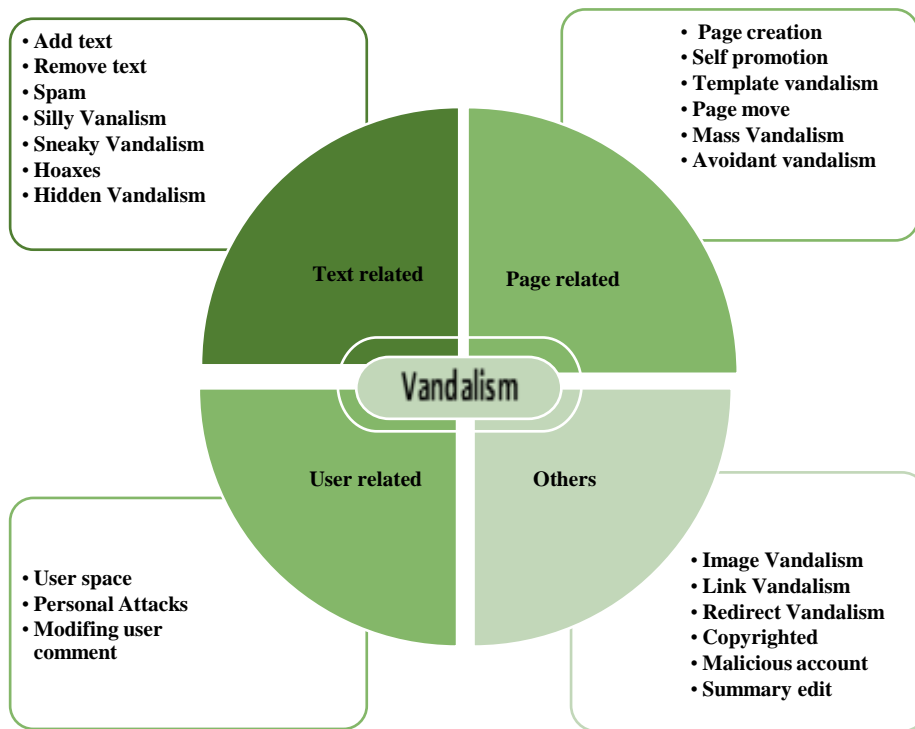 • Add text
• Remove text
• Spam
• Silly Vanalism
• Sneaky Vandalism
• Hoaxes
• Hidden Vandalism
• Page creation
• Self promotion
• Template vandalism
• Page move
• Mass Vandalism
• Avoidant vandalism
Text related
Page related
Vandalism
User related
Others
• User space
• Personal Attacks
• Modifing user
comment
• Image Vandalism
• Link Vandalism
• Redirect Vandalism
• Copyrighted
• Malicious account
• Summary edit